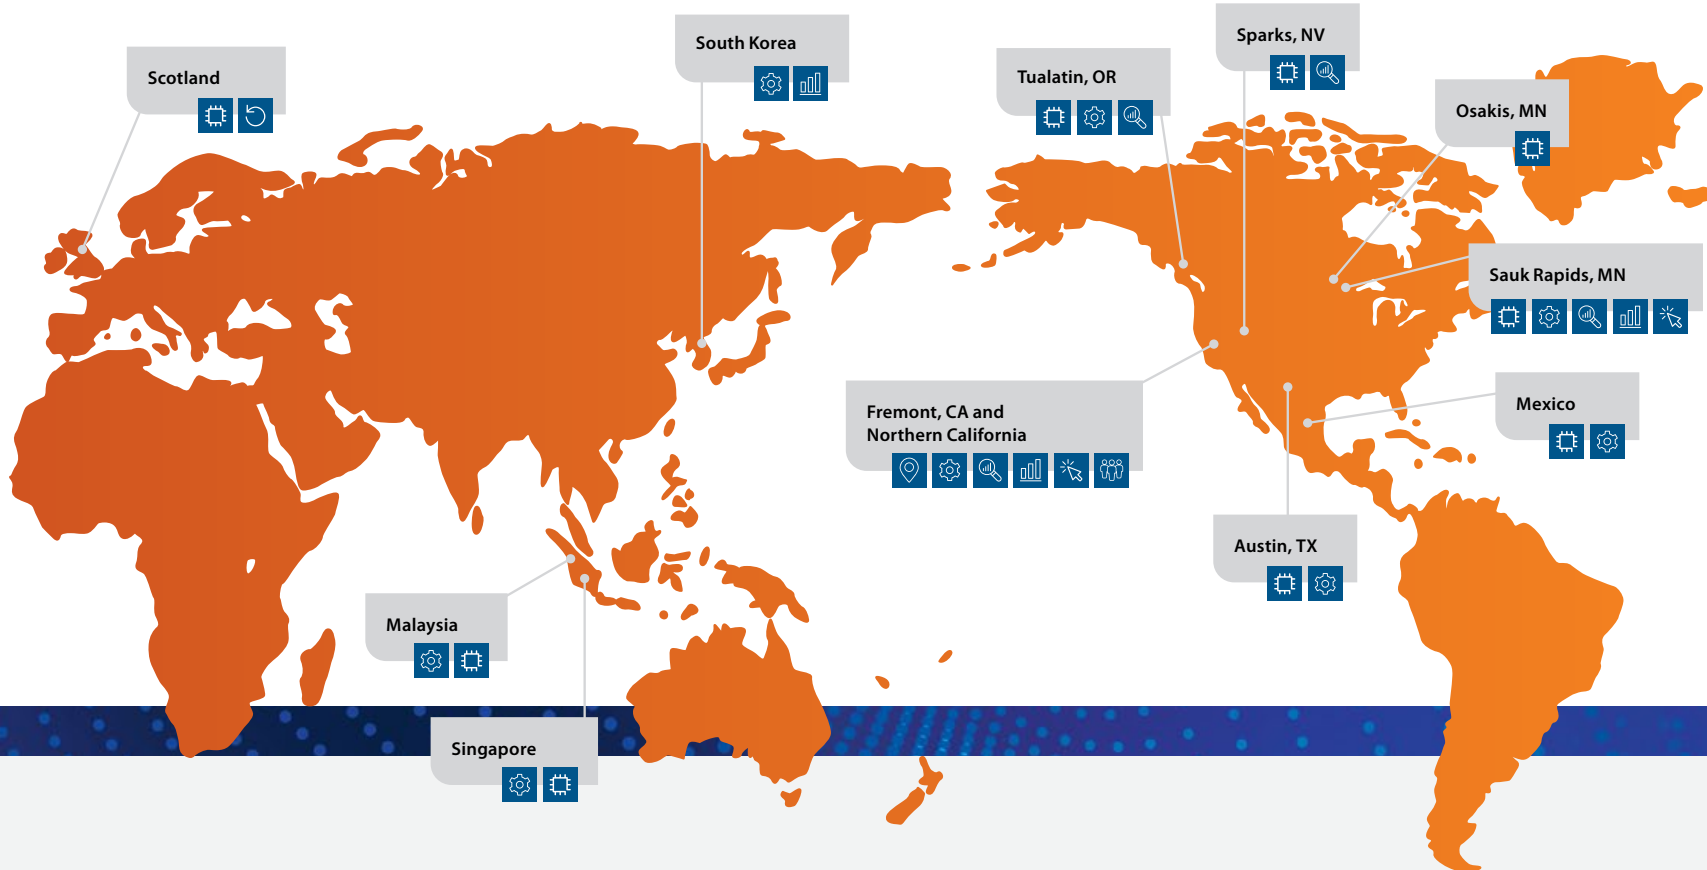 Scotland
South Korea
Tualatin, OR
Sparks, NV
Osakis, MN
Sauk Rapids, MN
Fremont, CA and
Northern California
Mexico
Austin, TX
Malaysia
Singapore